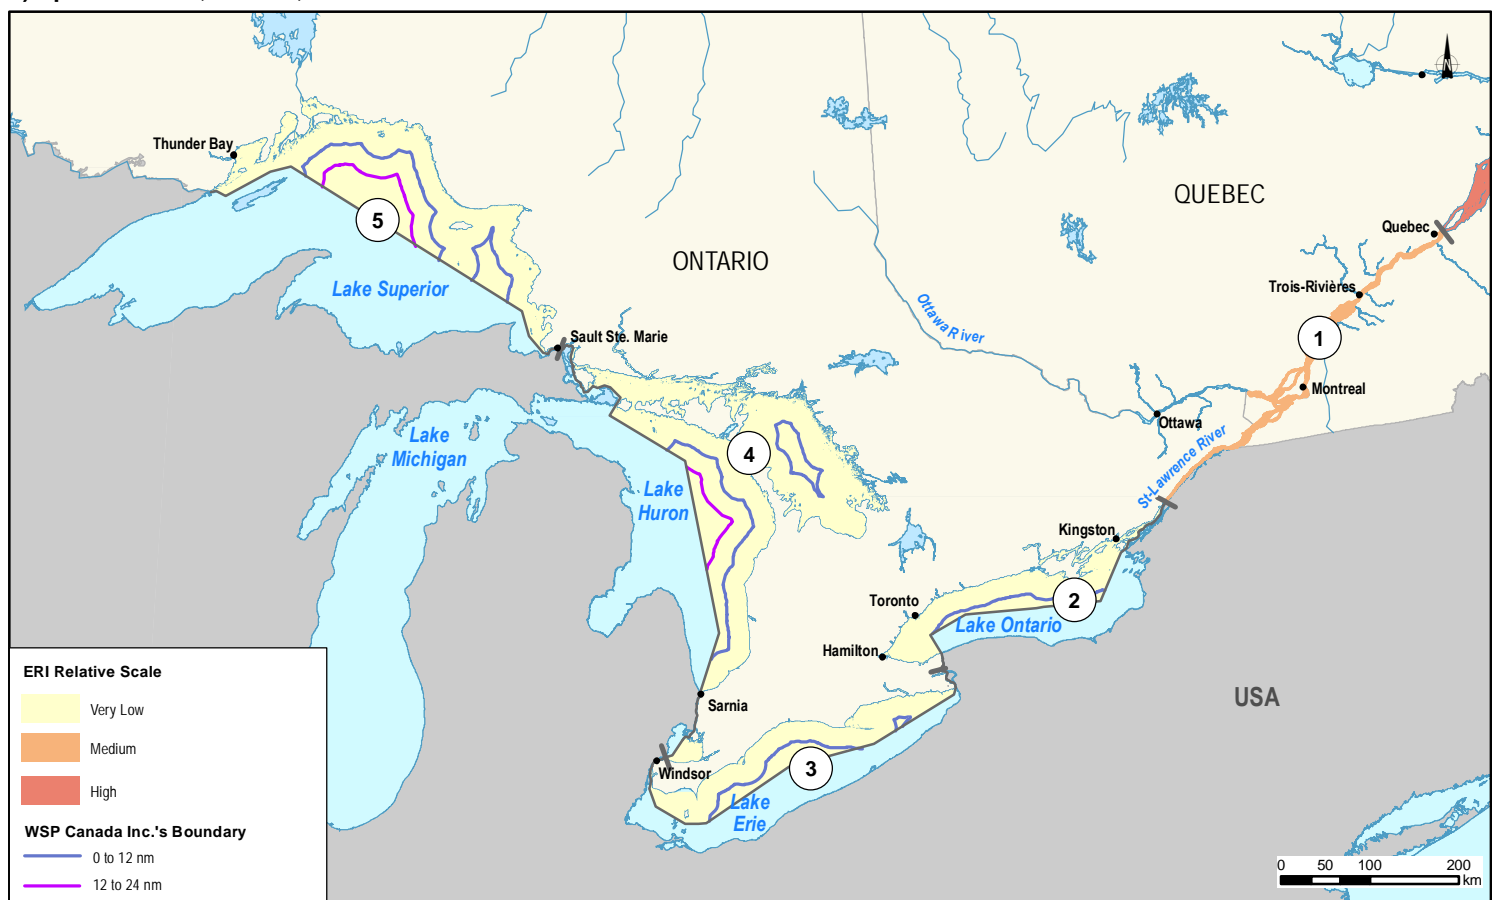 Thunder Bay
QUEBEC
5
Quebec
ONTARIO
Lake Superior
Trois-Rivières
Ottawa River
Sault Ste. Marie
1
Montreal
Ottawa
Lake
Michigan
4
St-Lawrence River
Lake
Huron
Kingston
Toronto
2
Lake Ontario
Hamilton
ERI Relative Scale
Very Low
Medium
High
WSP Canada Inc.'s Boundary
0 to 12 nm
12 to 24 nm
Sarnia
USA
Windsor
3
Lake
Erie
0 50 100 200
km
N